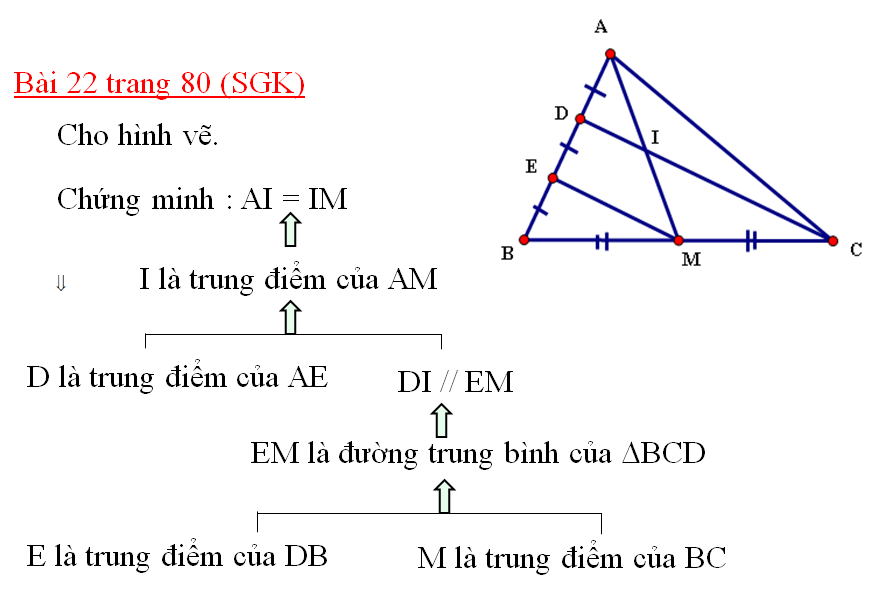 Bài 22 trang 80 (SGK)
Cho hình vẽ.
Chứng minh : AI = IM
⇓ I là trung điểm của AM
D là trung điểm của AE DI // EM
EM là đường trung bình của ΔBCD
E là trung điểm của DB M là trung điểm của BC
A
D
I
E
B
M
C